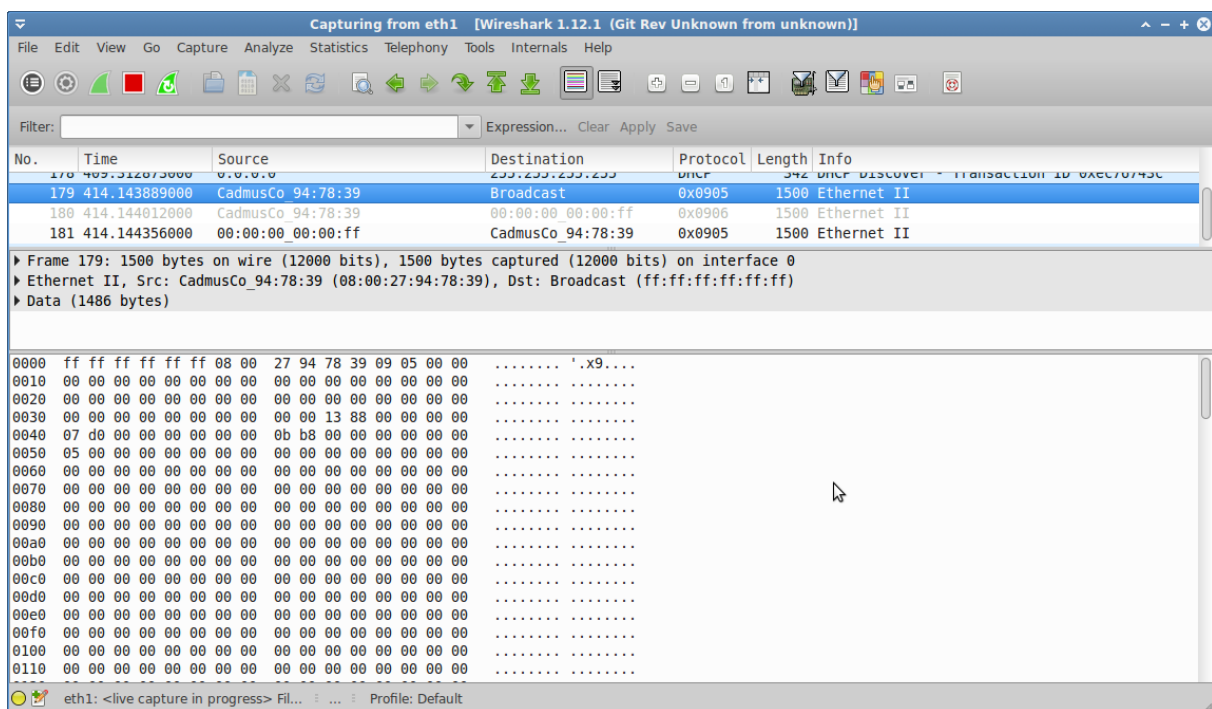 Capturing from eth1   [Wireshark 1.12.1  (Git Rev Unknown from unknown)]
File Edit View Go Capture Analyze Statistics Telephony Tools Internals Help
Filter: Expression... Clear Apply Save
No. Time Source Destination Protocol Length Info
178 409.312873000 0.0.0.0 255.255.255.255 DHCP 342 DHCP Discover - Transaction ID 0xec76743c
179 414.143889000 CadmusCo_94:78:39 Broadcast 0x0905 1500 Ethernet II
180 414.144012000 CadmusCo_94:78:39 00:00:00_00:00:ff 0x0906 1500 Ethernet II
181 414.144356000 00:00:00_00:00:ff CadmusCo_94:78:39 0x0905 1500 Ethernet II
Frame 179: 1500 bytes on wire (12000 bits), 1500 bytes captured (12000 bits) on interface 0
Ethernet II, Src: CadmusCo_94:78:39 (08:00:27:94:78:39), Dst: Broadcast (ff:ff:ff:ff:ff:ff)
Data (1486 bytes)
0000 ff ff ff ff ff ff 08 00 27 94 78 39 09 05 00 00 ........ '.x9....
0010 00 00 00 00 00 00 00 00 00 00 00 00 00 00 00 00 ........ ........
0020 00 00 00 00 00 00 00 00 00 00 00 00 00 00 00 00 ........ ........
0030 00 00 00 00 00 00 00 00 00 00 13 88 00 00 00 00 ........ ........
0040 07 d0 00 00 00 00 00 00 0b b8 00 00 00 00 00 00 ........ ........
0050 05 00 00 00 00 00 00 00 00 00 00 00 00 00 00 00 ........ ........
0060 00 00 00 00 00 00 00 00 00 00 00 00 00 00 00 00 ........ ........
0070 00 00 00 00 00 00 00 00 00 00 00 00 00 00 00 00 ........ ........
0080 00 00 00 00 00 00 00 00 00 00 00 00 00 00 00 00 ........ ........
0090 00 00 00 00 00 00 00 00 00 00 00 00 00 00 00 00 ........ ........
00a0 00 00 00 00 00 00 00 00 00 00 00 00 00 00 00 00 ........ ........
00b0 00 00 00 00 00 00 00 00 00 00 00 00 00 00 00 00 ........ ........
00c0 00 00 00 00 00 00 00 00 00 00 00 00 00 00 00 00 ........ ........
00d0 00 00 00 00 00 00 00 00 00 00 00 00 00 00 00 00 ........ ........
00e0 00 00 00 00 00 00 00 00 00 00 00 00 00 00 00 00 ........ ........
00f0 00 00 00 00 00 00 00 00 00 00 00 00 00 00 00 00 ........ ........
0100 00 00 00 00 00 00 00 00 00 00 00 00 00 00 00 00 ........ ........
0110 00 00 00 00 00 00 00 00 00 00 00 00 00 00 00 00 ........ ........
eth1: <live capture in progress> Fil... ... Profile: Default